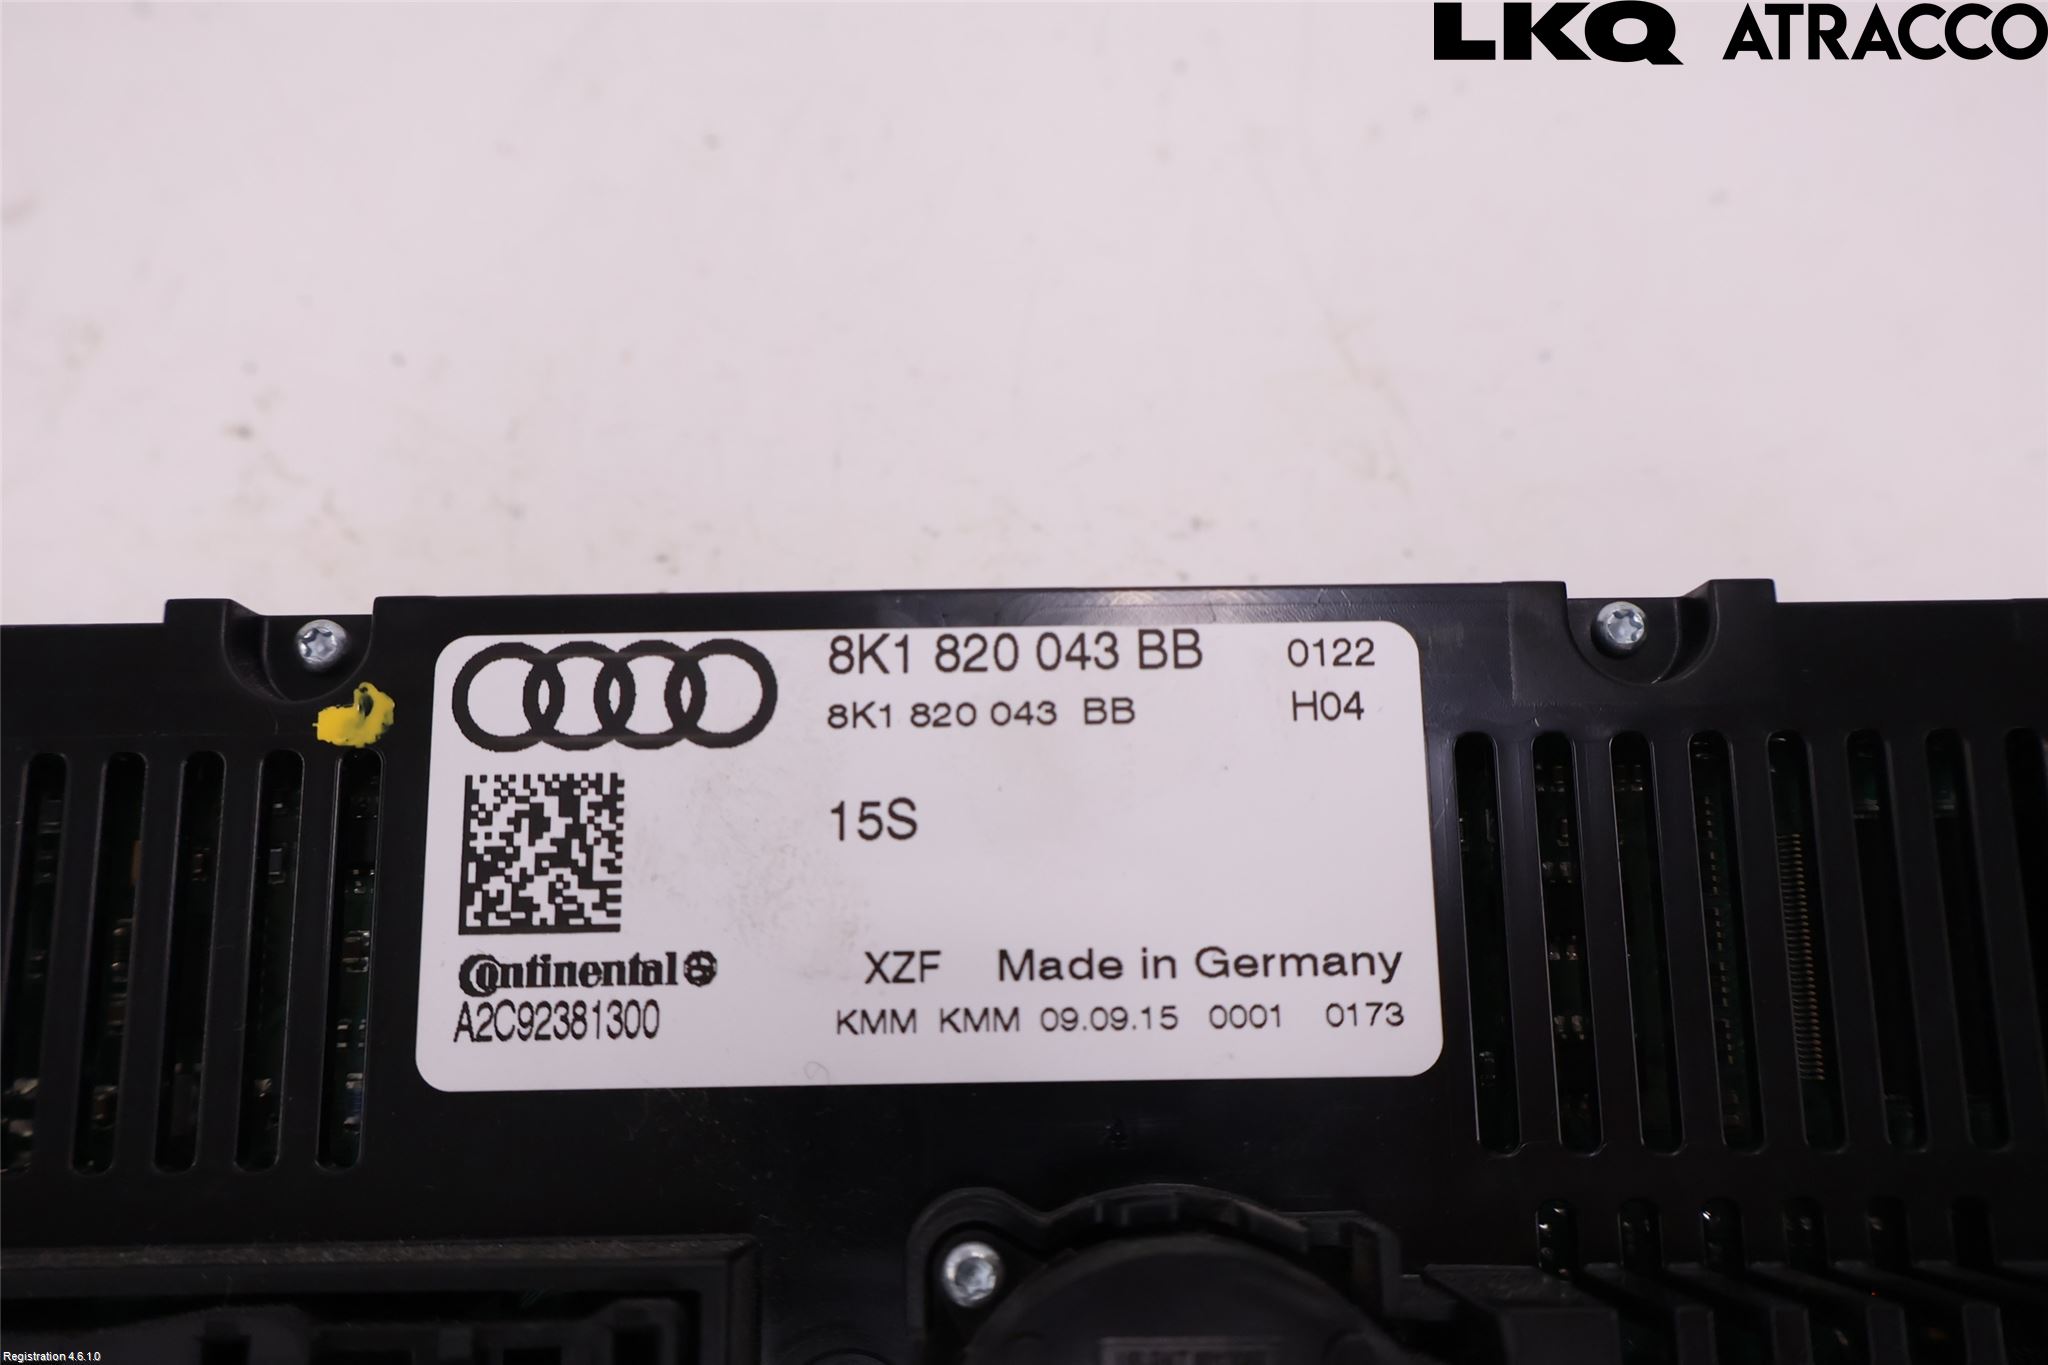 LKQ ATRACCO
8K1 820 043 BB 0122
8K1 820 043 BB H04
15S
Continental
XZF Made in Germany
A2C92381300
KMM KMM 09.09.15 0001 0173
Registration 4.6.1.0